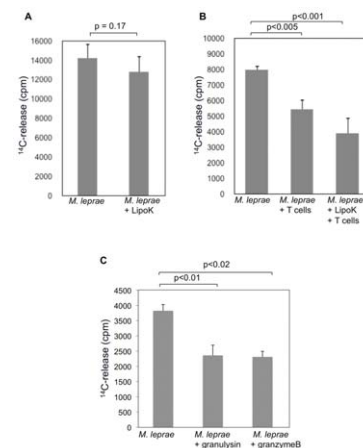 A
p = 0.17
16000
14000
12000
10000
8000
6000
4000
2000
0
¹⁴C-release (cpm)
M. leprae
M. leprae
+ LipoK
B
p<0.001
p<0.005
10000
9000
8000
7000
6000
5000
4000
3000
2000
1000
0
¹⁴C-release (cpm)
M. leprae
M. leprae
+ T cells
M. leprae
+ LipoK
+ T cells
C
p<0.02
p<0.01
4500
4000
3500
3000
2500
2000
1500
1000
500
0
¹⁴C-release (cpm)
M. leprae
M. leprae
+ granulysin
M. leprae
+ granzymeB